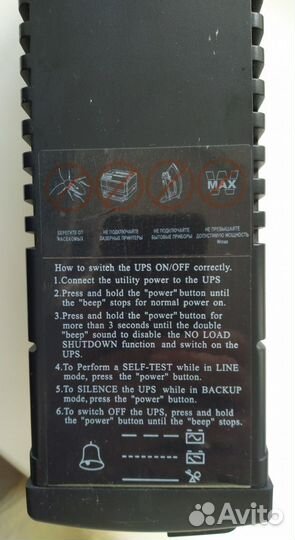 W
MAX
БЕРЕГИТЕ ОТ
НАСЕКОМЫХ
НЕ ПОДКЛЮЧАЙТЕ
ЛАЗЕРНЫЕ ПРИНТЕРЫ
НЕ ПОДКЛЮЧАЙТЕ
БЫТОВЫЕ ПРИБОРЫ
НЕ ПРЕВЫШАЙТЕ
ДОПУСТИМУЮ МОЩНОСТЬ
Wmax
How to switch the UPS ON/OFF correctly.
1.Connect the utility power to the UPS
2.Press and hold the "power" button until
the "beep" stops for normal power on.
3.Press and hold the "power" button for
more than 3 seconds until the double
"beep" sound to disable the NO LOAD
SHUTDOWN function and switch on the
UPS.
4.To Perform a SELF-TEST while in LINE
mode, press the "power" button.
5.To SILENCE the UPS while in BACKUP
mode, press the "power" button.
6.To switch OFF the UPS, press and hold
the "power" button until the "beep" stops.
Avito